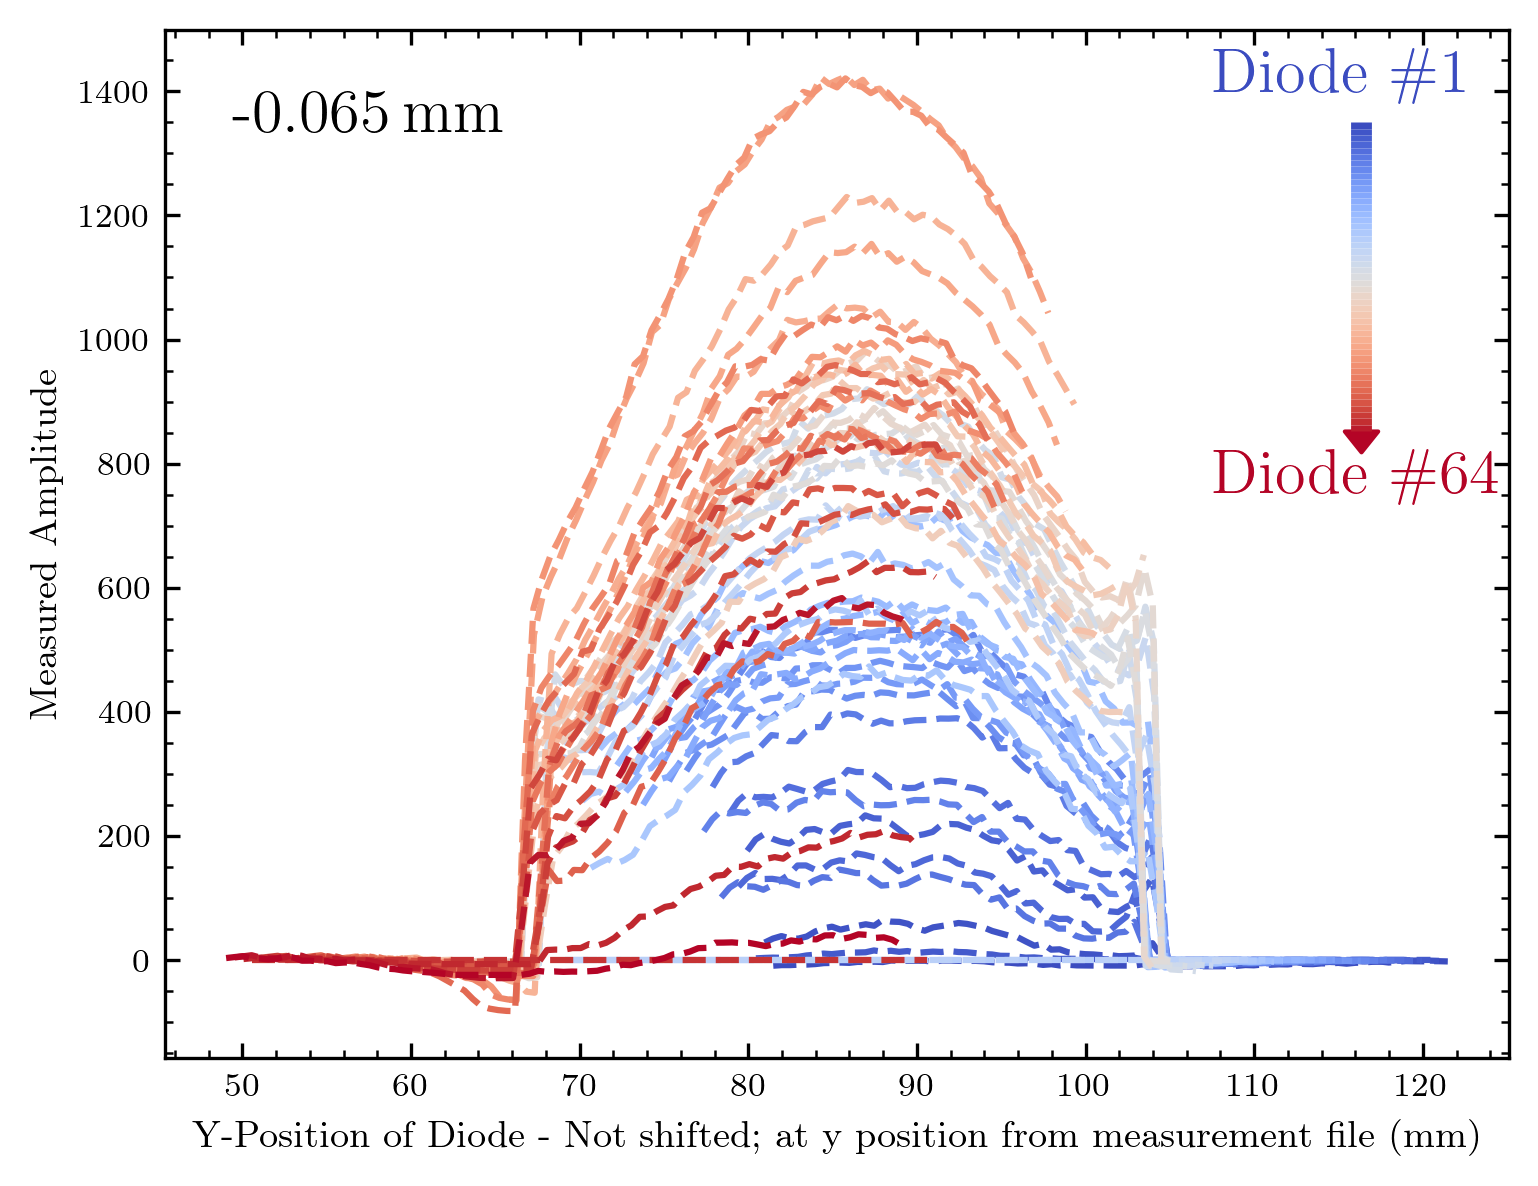 -0.065 mm
Diode #1
Diode #64
1400
1200
1000
800
600
400
200
0
Measured Amplitude
50 60 70 80 90 100 110 120
Y-Position of Diode - Not shifted; at y position from measurement file (mm)